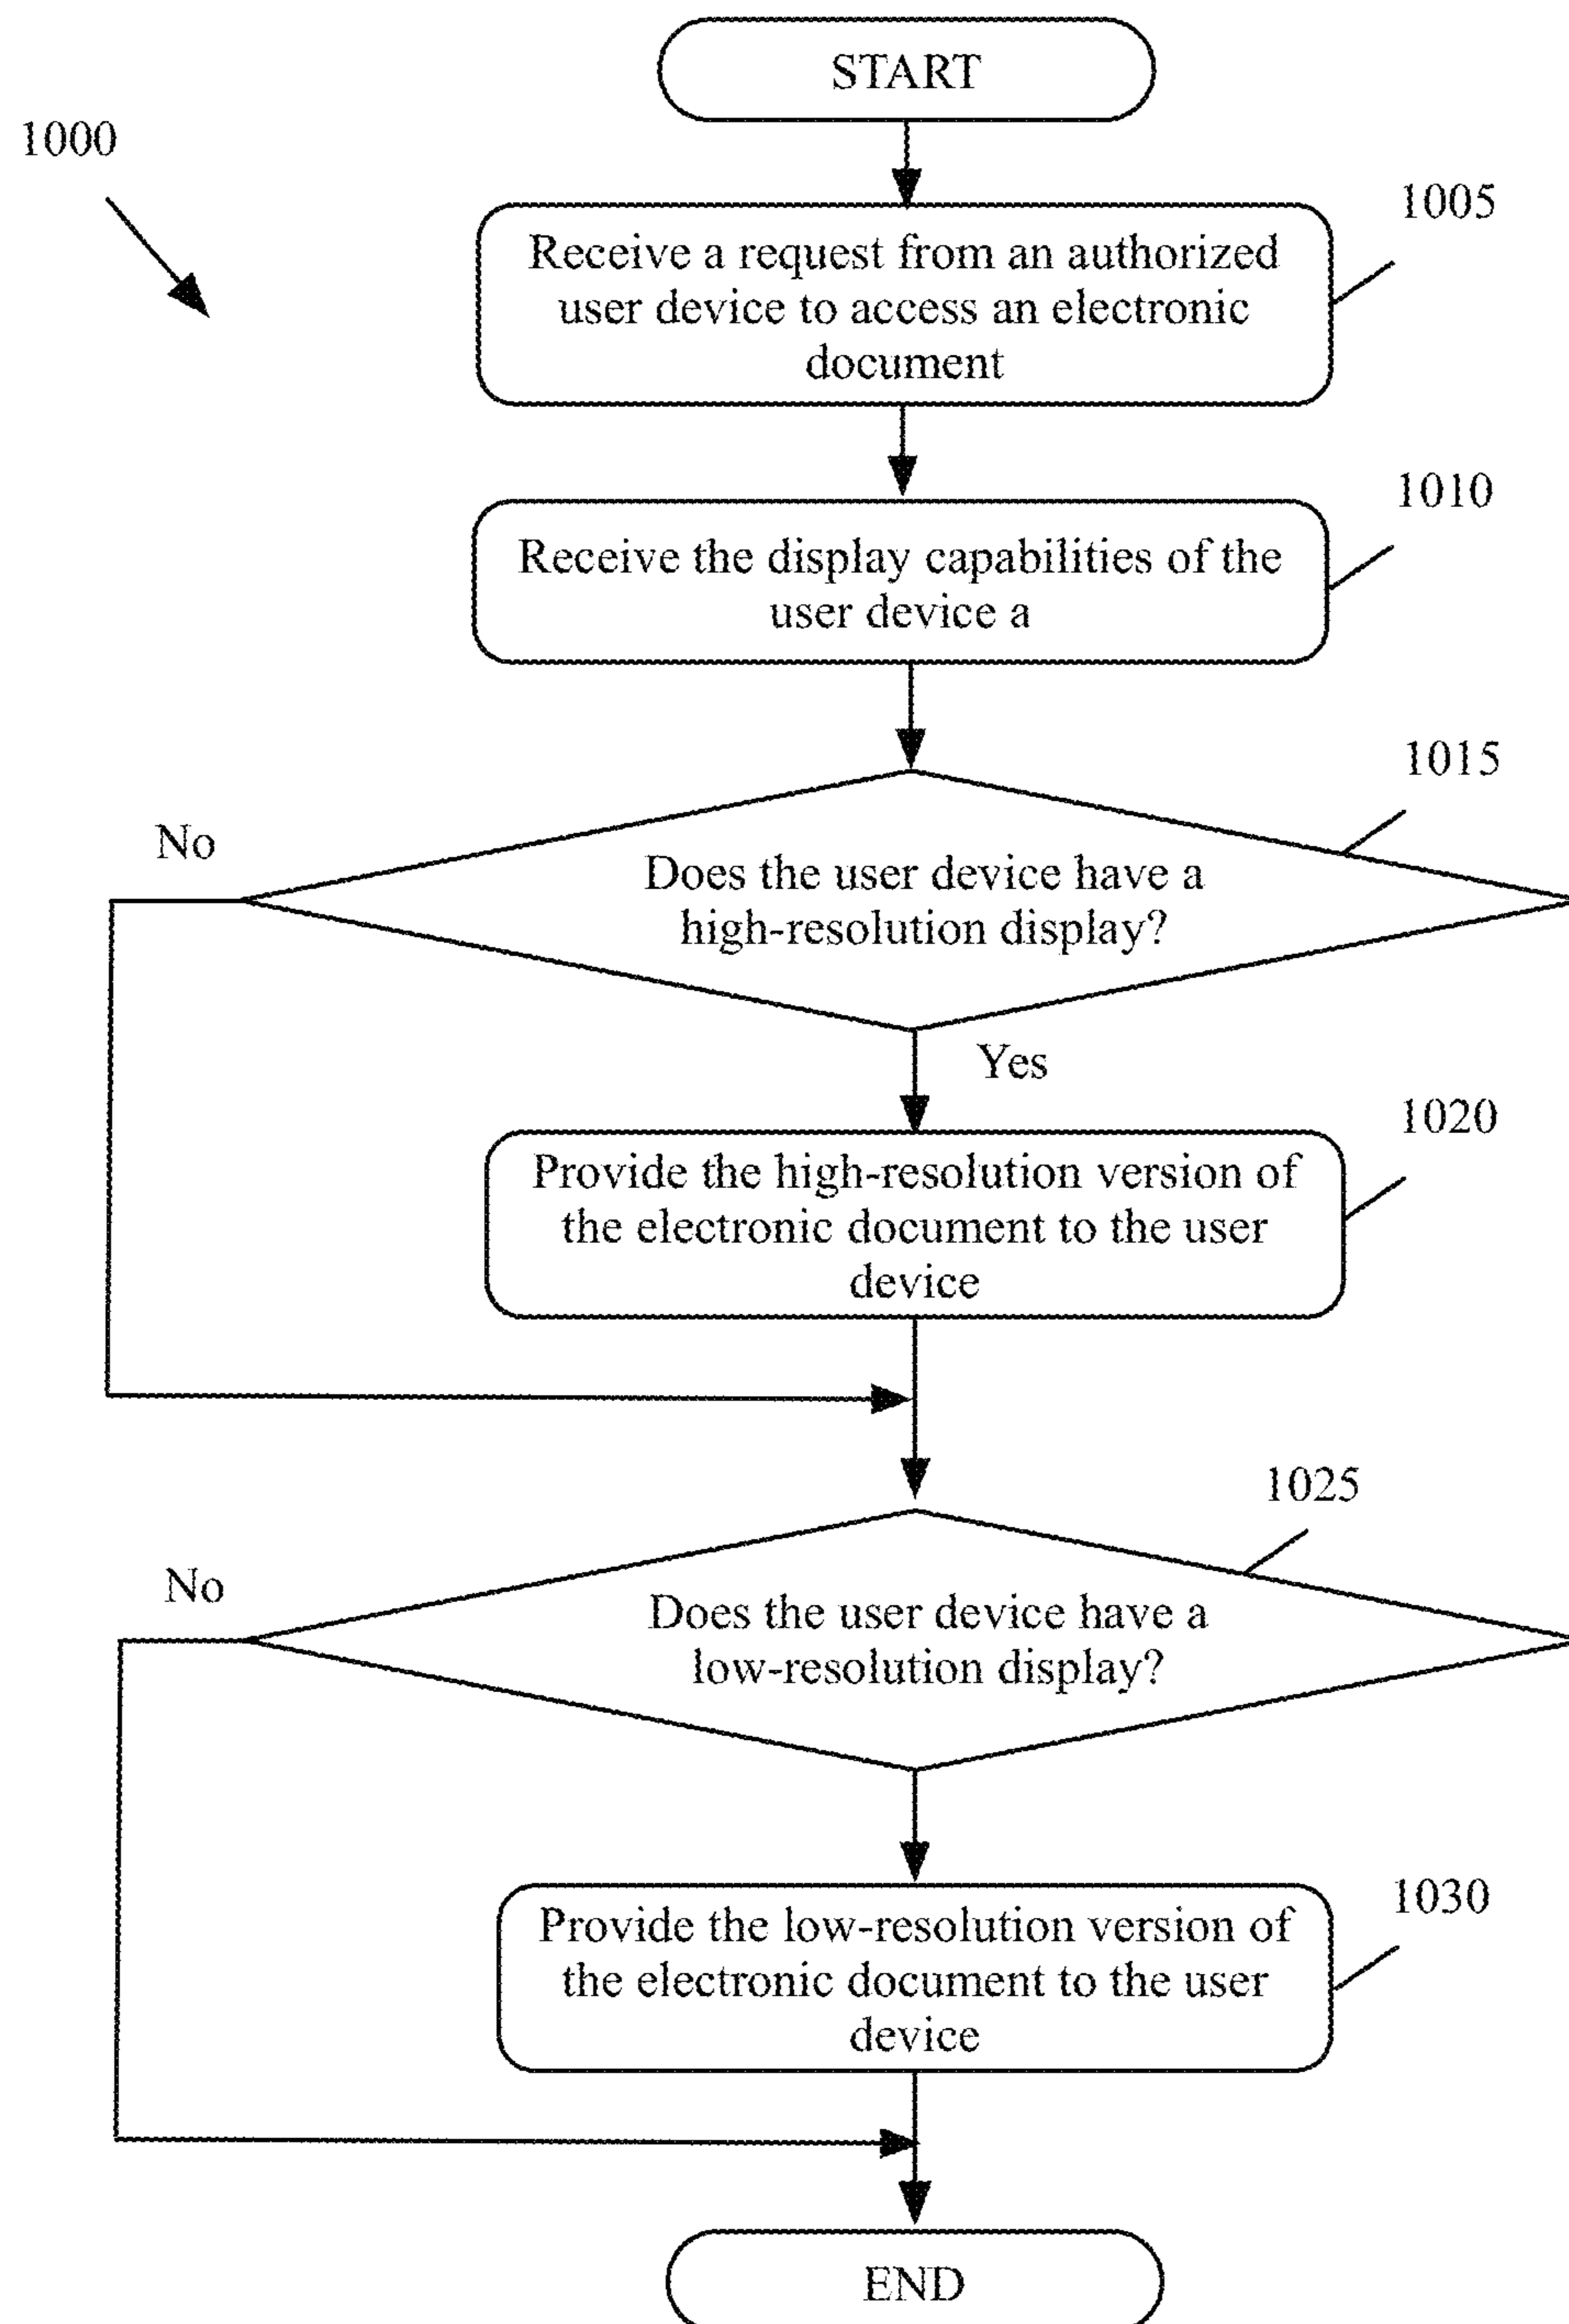 START
1000
1005
Receive a request from an authorized
user device to access an electronic
document
1010
Receive the display capabilities of the
user device a
1015
No
Does the user device have a
high-resolution display?
Yes
1020
Provide the high-resolution version of
the electronic document to the user
device
1025
No
Does the user device have a
low-resolution display?
1030
Provide the low-resolution version of
the electronic document to the user
device
END